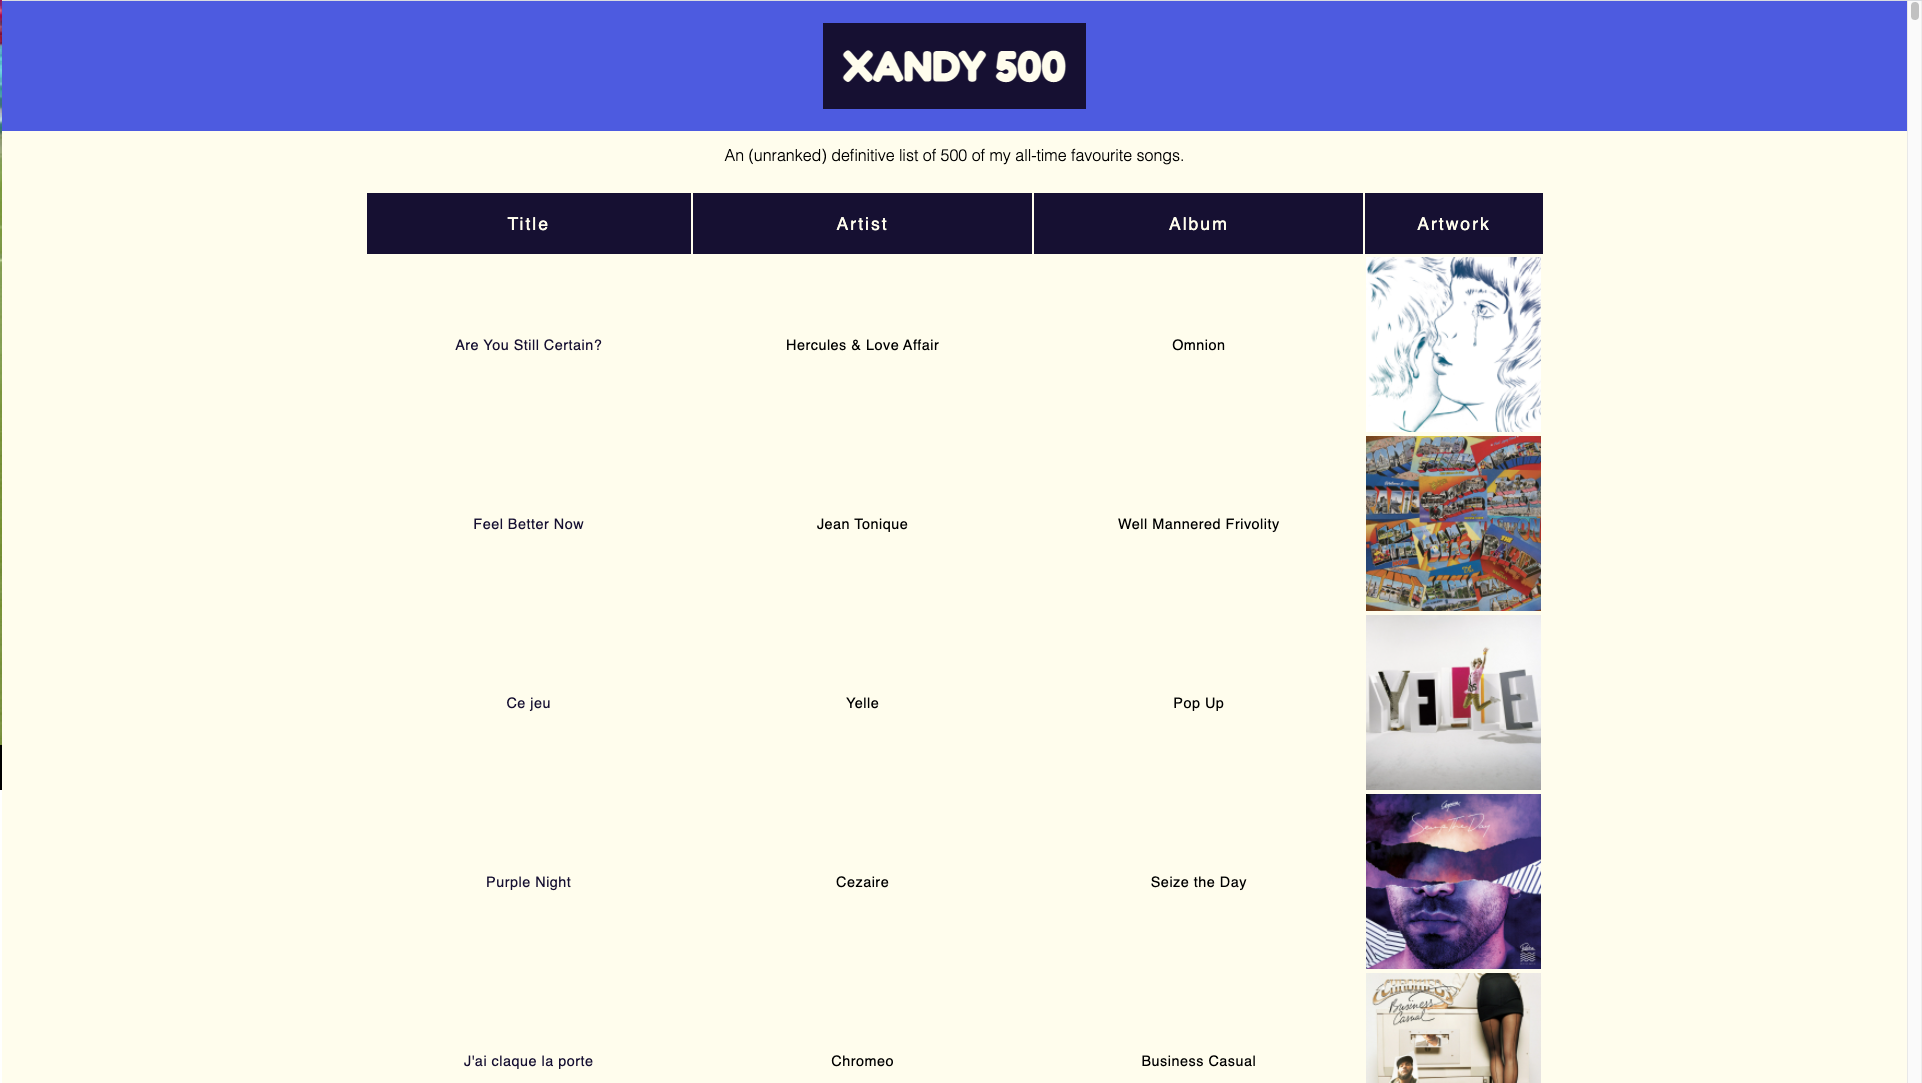 XANDY 500
An (unranked) definitive list of 500 of my all-time favourite songs.
Title Artist Album Artwork
Are You Still Certain? Hercules & Love Affair Omnion
Feel Better Now Jean Tonique Well Mannered Frivolity
Ce jeu Yelle Pop Up
YELLE
Purple Night Cezaire Seize the Day
Cezaire
Seize The Day
J'ai claque la porte Chromeo Business Casual
CHROMEO
Business
Casual